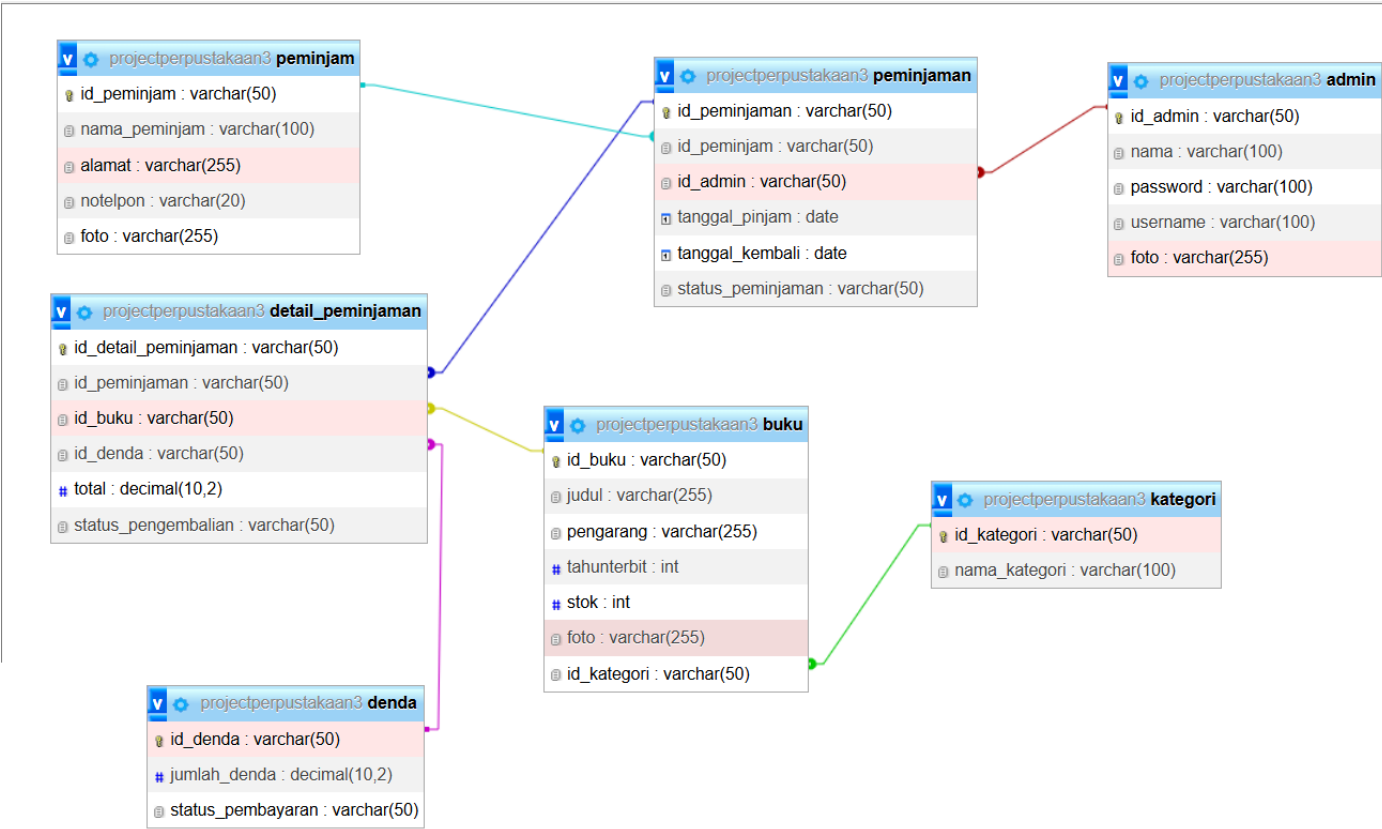 projectperpustakaan3 peminjam
id_peminjam : varchar(50)
nama_peminjam : varchar(100)
alamat : varchar(255)
notelpon : varchar(20)
foto : varchar(255)
projectperpustakaan3 peminjaman
id_peminjaman : varchar(50)
id_peminjam : varchar(50)
id_admin : varchar(50)
tanggal_pinjam : date
tanggal_kembali : date
status_peminjaman : varchar(50)
projectperpustakaan3 admin
id_admin : varchar(50)
nama : varchar(100)
password : varchar(100)
username : varchar(100)
foto : varchar(255)
projectperpustakaan3 detail_peminjaman
id_detail_peminjaman : varchar(50)
id_peminjaman : varchar(50)
id_buku : varchar(50)
id_denda : varchar(50)
total : decimal(10,2)
status_pengembalian : varchar(50)
projectperpustakaan3 buku
id_buku : varchar(50)
judul : varchar(255)
pengarang : varchar(255)
tahunterbit : int
stok : int
foto : varchar(255)
id_kategori : varchar(50)
projectperpustakaan3 kategori
id_kategori : varchar(50)
nama_kategori : varchar(100)
projectperpustakaan3 denda
id_denda : varchar(50)
jumlah_denda : decimal(10,2)
status_pembayaran : varchar(50)